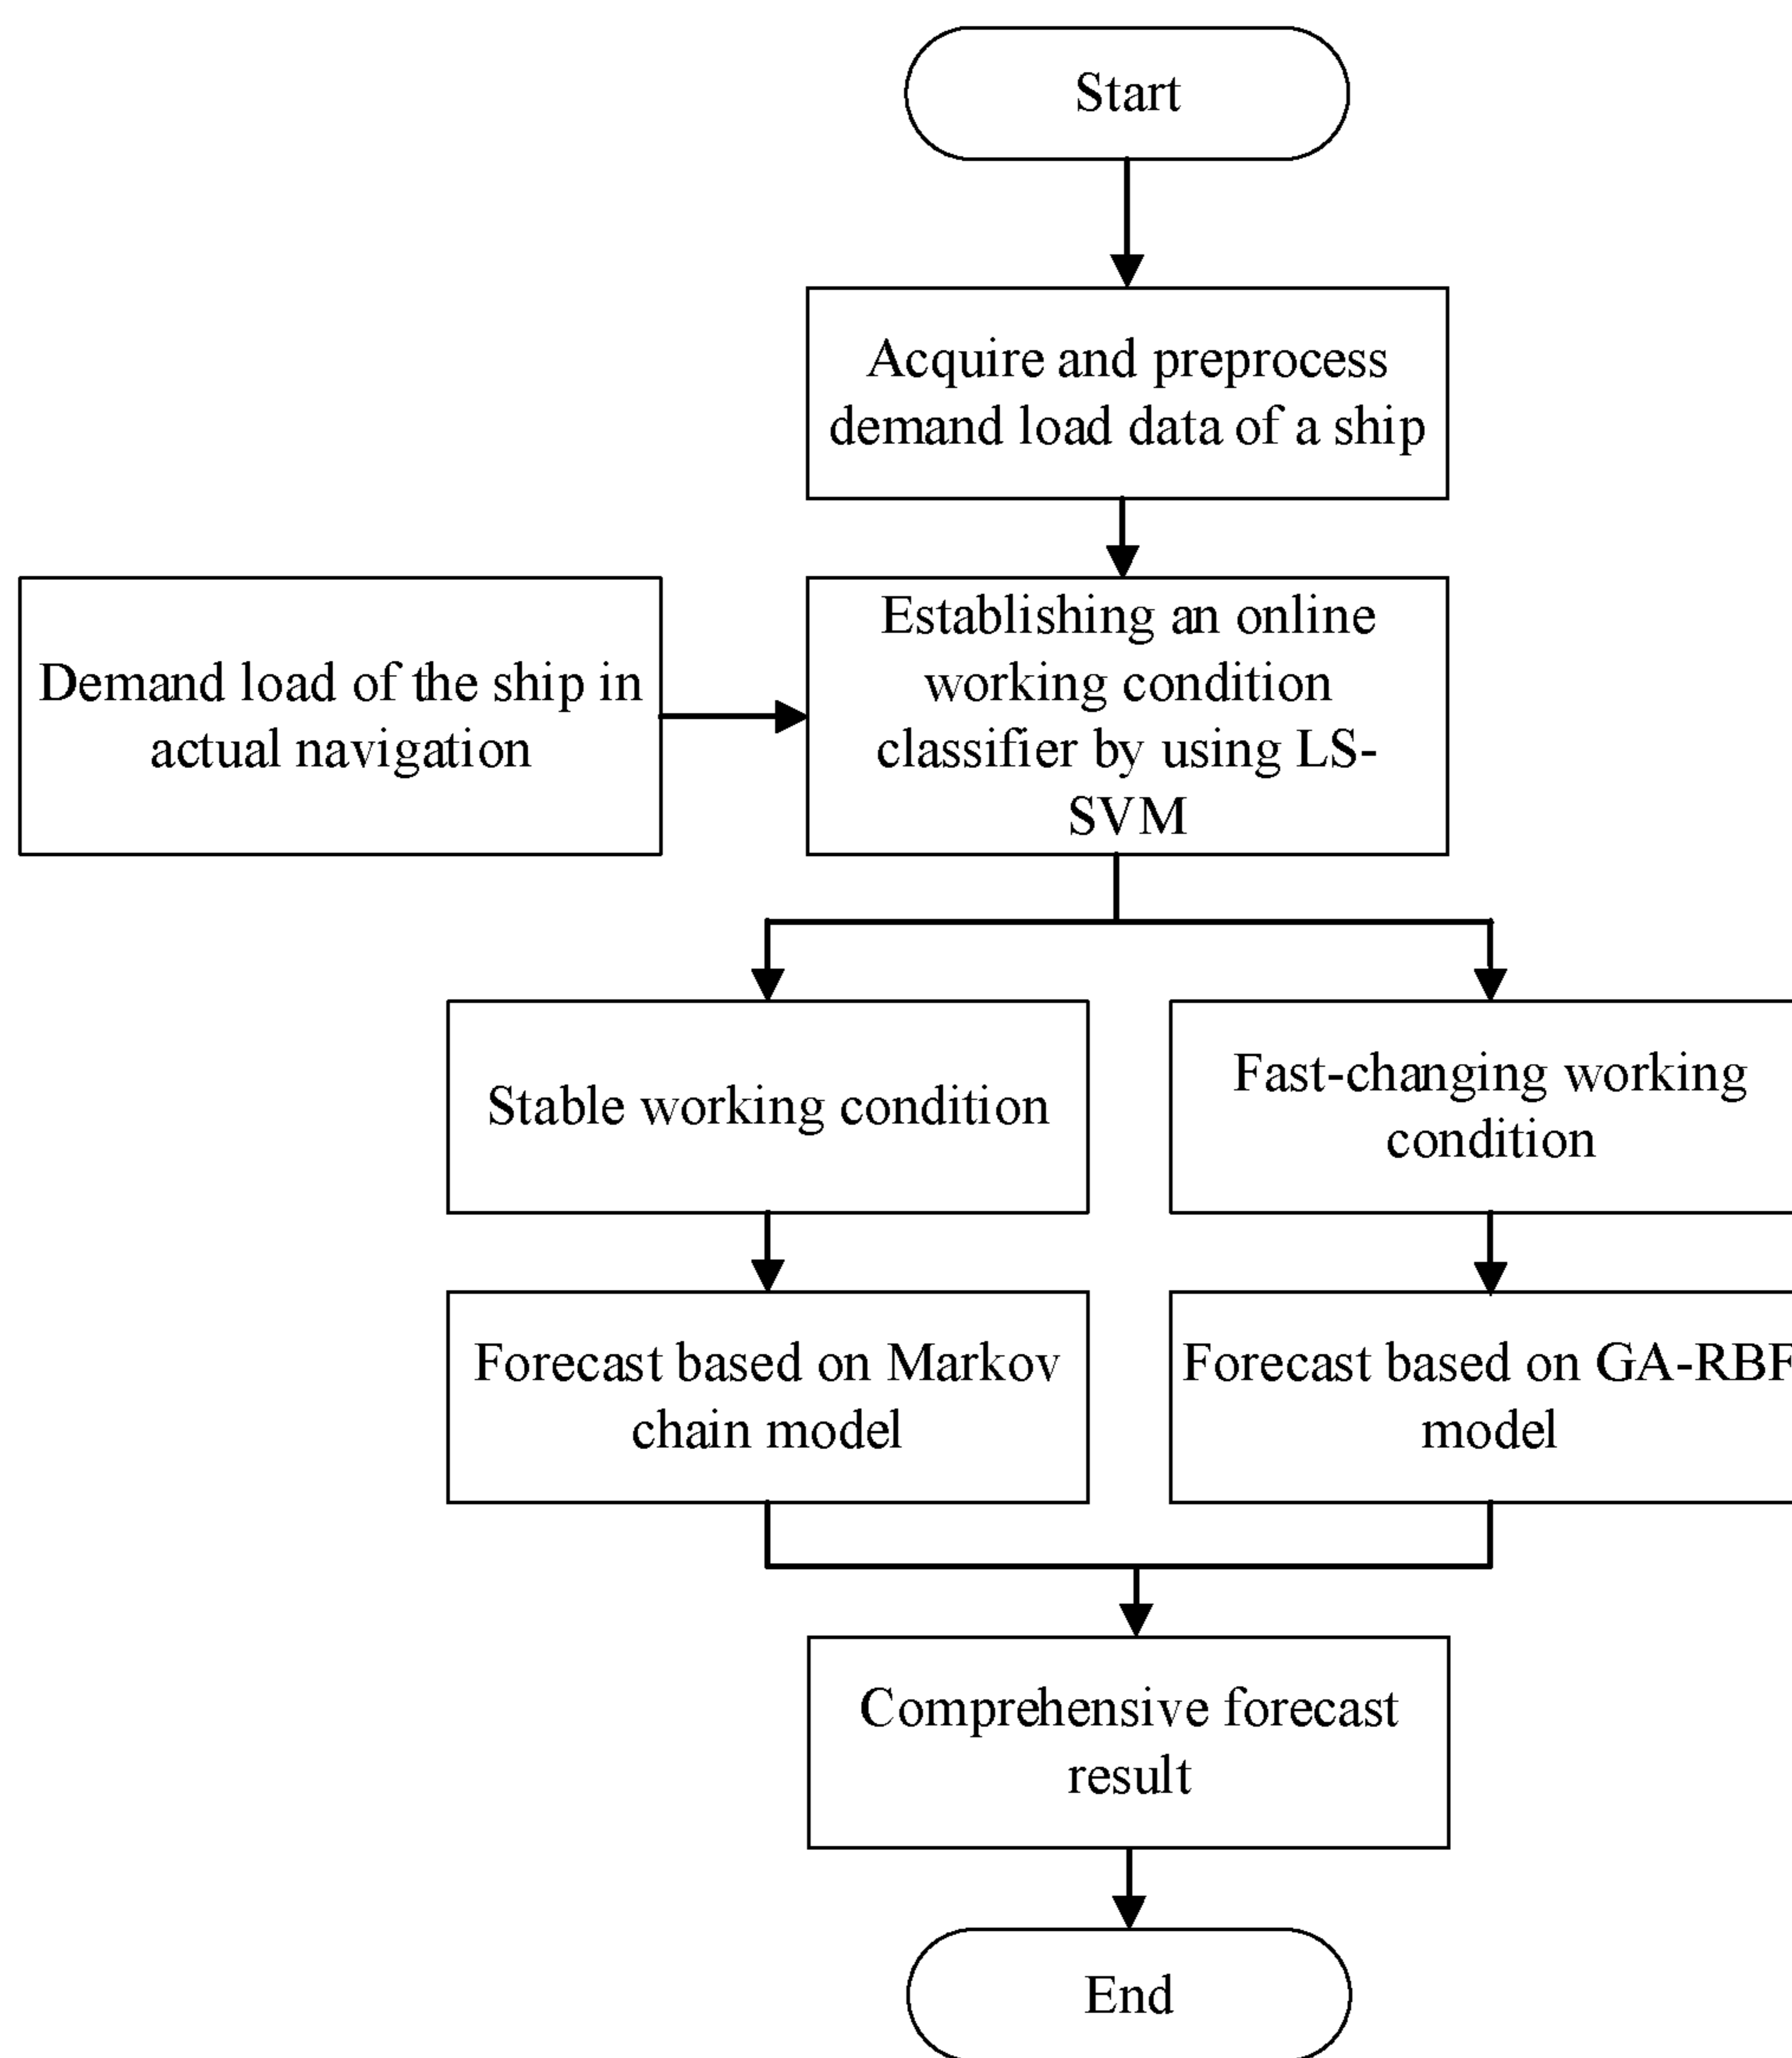 Start
Acquire and preprocess
demand load data of a ship
Demand load of the ship in
actual navigation
Establishing an online
working condition
classifier by using LS-
SVM
Stable working condition
Fast-changing working
condition
Forecast based on Markov
chain model
Forecast based on GA-RBF
model
Comprehensive forecast
result
End